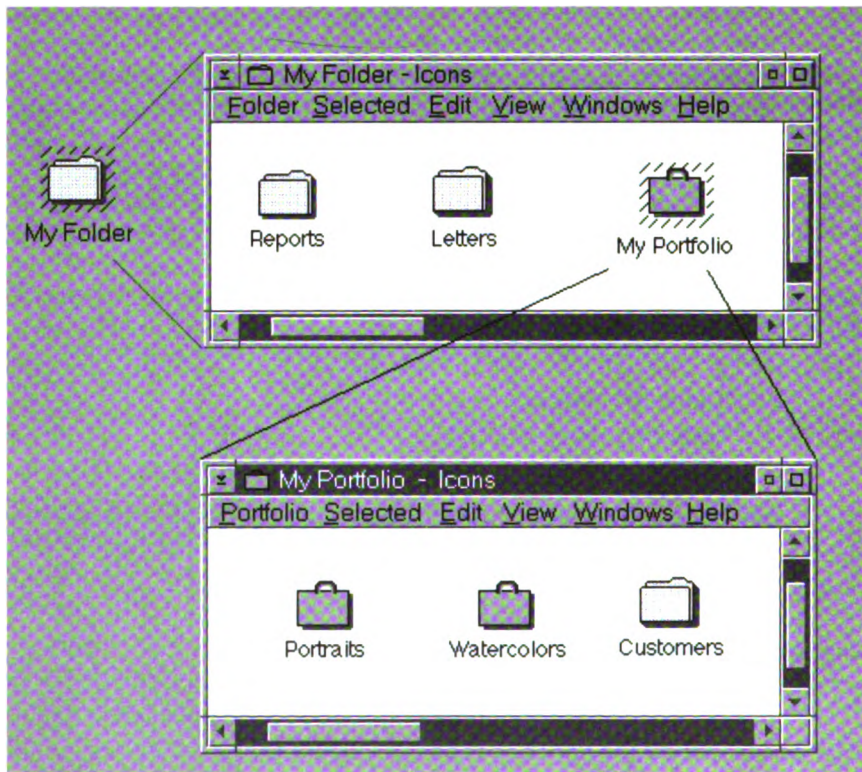 My Folder - Icons
Folder Selected Edit View Windows Help
My Folder
Reports Letters My Portfolio
My Portfolio - Icons
Portfolio Selected Edit View Windows Help
Portraits Watercolors Customers